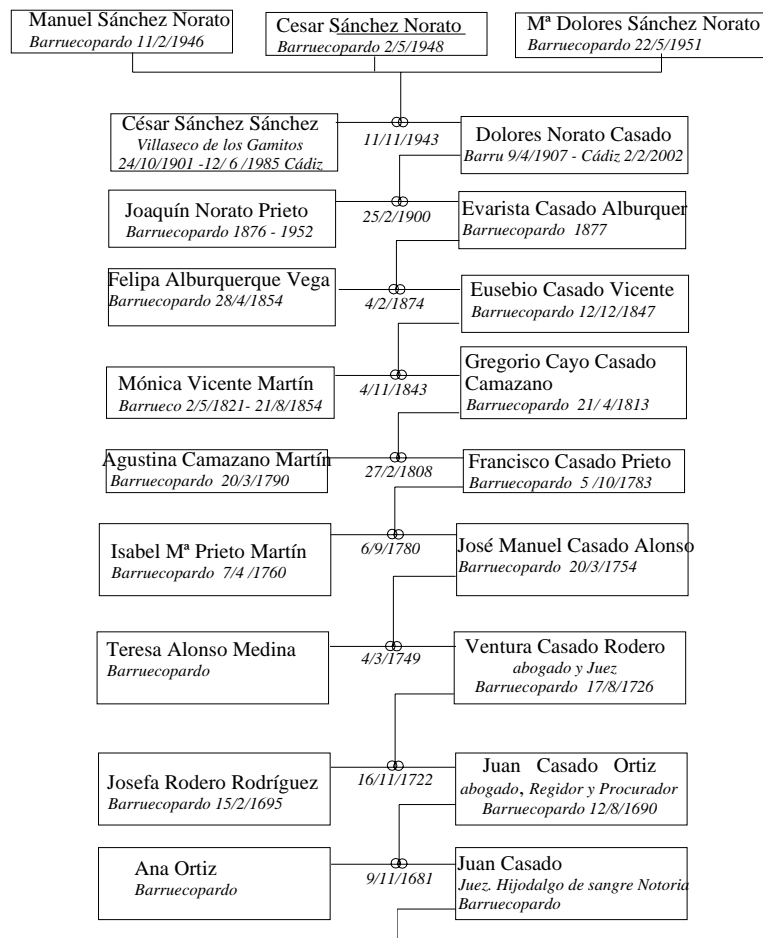 Manuel Sánchez Norato
Barruecopardo 11/2/1946
Cesar Sánchez Norato
Barruecopardo 2/5/1948
Mª Dolores Sánchez Norato
Barruecopardo 22/5/1951
César Sánchez Sánchez
Villaseco de los Gamitos
24/10/1901 -12/ 6 /1985 Cádiz
11/11/1943
Dolores Norato Casado
Barru 9/4/1907 - Cádiz 2/2/2002
Joaquín Norato Prieto
Barruecopardo 1876 - 1952
25/2/1900
Evarista Casado Alburquer
Barruecopardo 1877
Felipa Alburquerque Vega
Barruecopardo 28/4/1854
4/2/1874
Eusebio Casado Vicente
Barruecopardo 12/12/1847
Mónica Vicente Martín
Barrueco 2/5/1821- 21/8/1854
4/11/1843
Gregorio Cayo Casado
Camazano
Barruecopardo 21/ 4/1813
Agustina Camazano Martín
Barruecopardo 20/3/1790
27/2/1808
Francisco Casado Prieto
Barruecopardo 5 /10/1783
Isabel Mª Prieto Martín
Barruecopardo 7/4 /1760
6/9/1780
José Manuel Casado Alonso
Barruecopardo 20/3/1754
Teresa Alonso Medina
Barruecopardo
4/3/1749
Ventura Casado Rodero
abogado y Juez
Barruecopardo 17/8/1726
Josefa Rodero Rodríguez
Barruecopardo 15/2/1695
16/11/1722
Juan Casado Ortiz
abogado, Regidor y Procurador
Barruecopardo 12/8/1690
Ana Ortiz
Barruecopardo
9/11/1681
Juan Casado
Juez. Hijodalgo de sangre Notoria
Barruecopardo